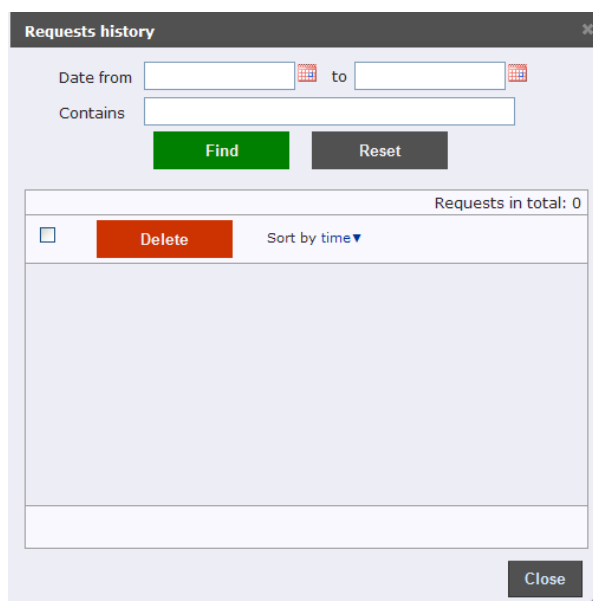 Requests history
Date from to
Contains
Find Reset
Requests in total: 0
Delete Sort by time▼
Close